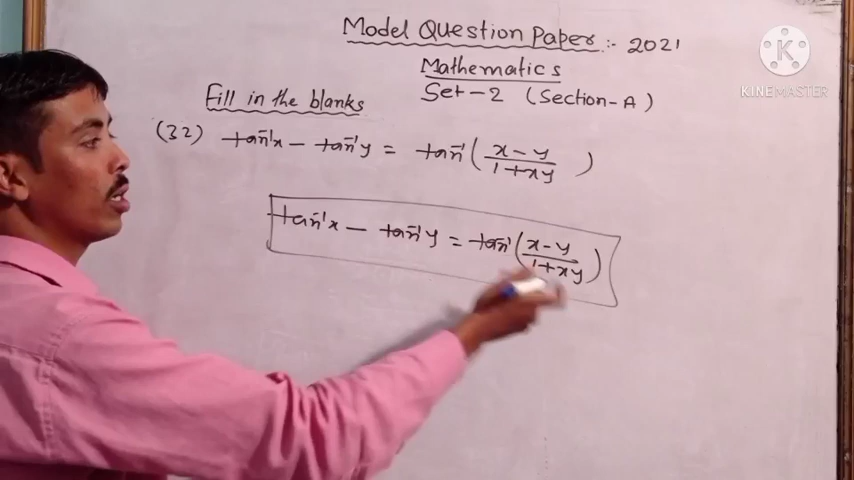 Model Question Paper :- 2021
Mathematics
Set-2 (Section-A)
Fill in the blanks
(32) tan⁻¹x - tan⁻¹y = tan⁻¹(x-y/1+xy)
tan⁻¹x - tan⁻¹y = tan⁻¹(x-y/1+xy)
K
KINEMASTER